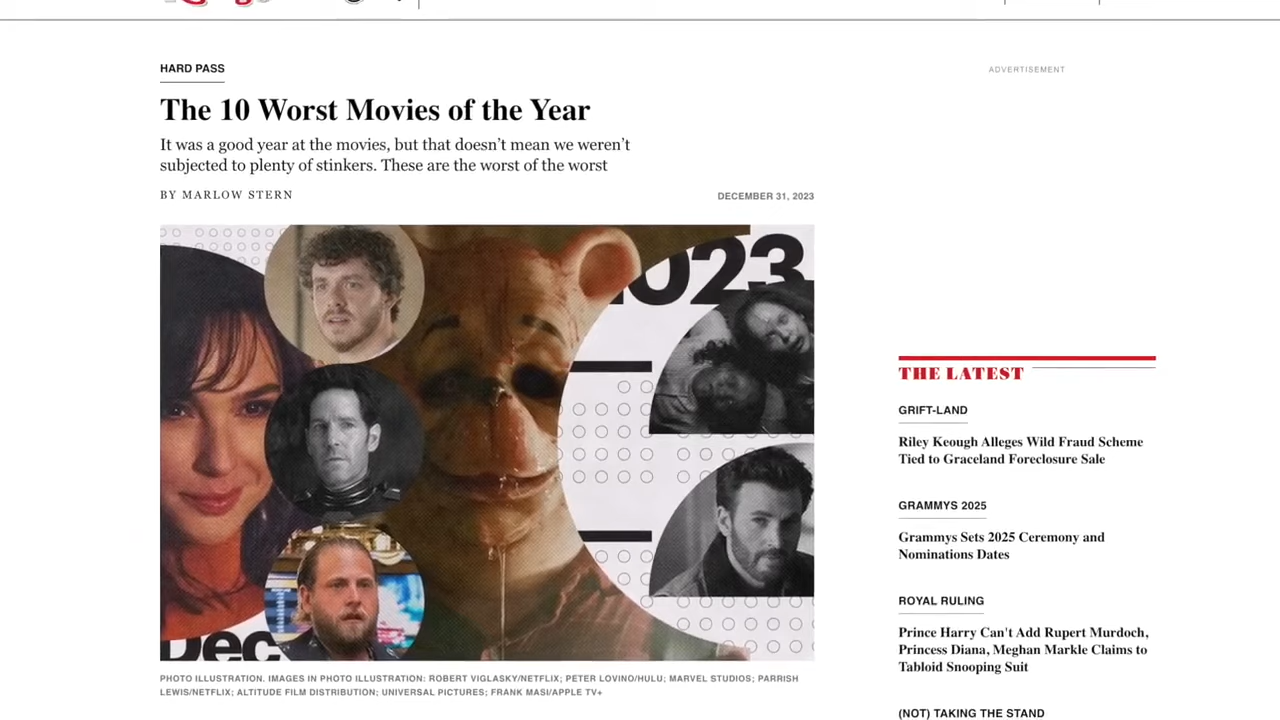 HARD PASS
The 10 Worst Movies of the Year
It was a good year at the movies, but that doesn’t mean we weren’t
subjected to plenty of stinkers. These are the worst of the worst
BY MARLOW STERN
DECEMBER 31, 2023
2023
Dec
PHOTO ILLUSTRATION. IMAGES IN PHOTO ILLUSTRATION: ROBERT VIGLASKY/NETFLIX; PETER LOVINO/HULU; MARVEL STUDIOS; PARRISH
LEWIS/NETFLIX; ALTITUDE FILM DISTRIBUTION; UNIVERSAL PICTURES; FRANK MASI/APPLE TV+
ADVERTISEMENT
THE LATEST
GRIFT-LAND
Riley Keough Alleges Wild Fraud Scheme
Tied to Graceland Foreclosure Sale
GRAMMYS 2025
Grammys Sets 2025 Ceremony and
Nominations Dates
ROYAL RULING
Prince Harry Can't Add Rupert Murdoch,
Princess Diana, Meghan Markle Claims to
Tabloid Snooping Suit
(NOT) TAKING THE STAND